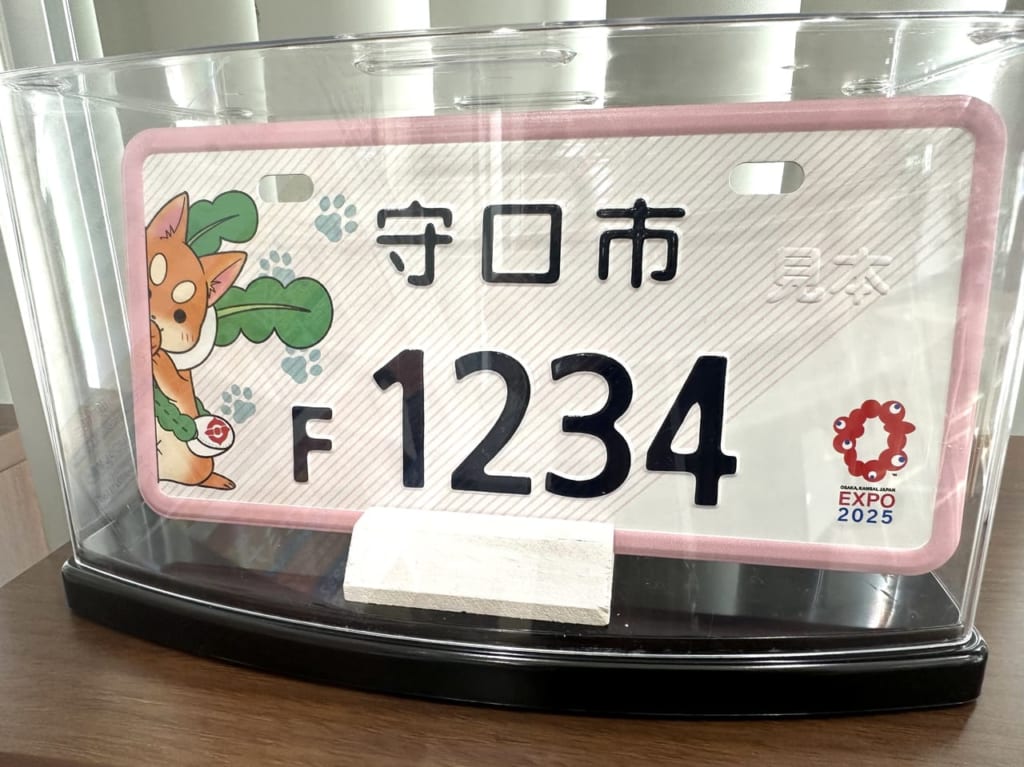 守口市
見本
F 1234
OSAKA, KANSAI, JAPAN
EXPO
2025